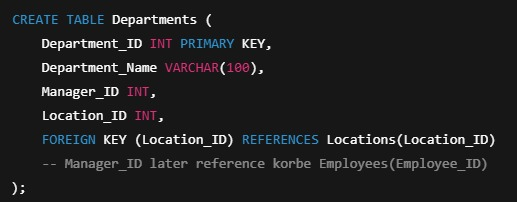 CREATE TABLE Departments (
    Department_ID INT PRIMARY KEY,
    Department_Name VARCHAR(100),
    Manager_ID INT,
    Location_ID INT,
    FOREIGN KEY (Location_ID) REFERENCES Locations(Location_ID)
    -- Manager_ID later reference korbe Employees(Employee_ID)
);